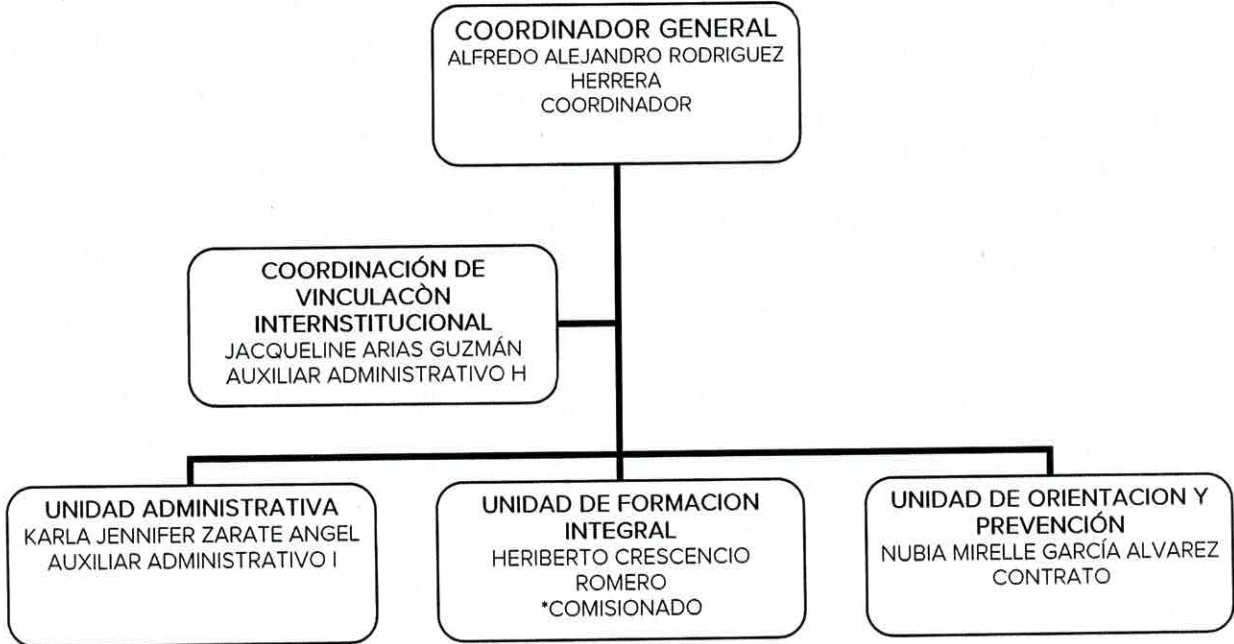 COORDINADOR GENERAL
ALFREDO ALEJANDRO RODRIGUEZ
HERRERA
COORDINADOR
COORDINACIÓN DE
VINCULACÒN
INTERNSTITUCIONAL
JACQUELINE ARIAS GUZMÁN
AUXILIAR ADMINISTRATIVO H
UNIDAD ADMINISTRATIVA
KARLA JENNIFER ZARATE ANGEL
AUXILIAR ADMINISTRATIVO I
UNIDAD DE FORMACION
INTEGRAL
HERIBERTO CRESCENCIO
ROMERO
*COMISIONADO
UNIDAD DE ORIENTACION Y
PREVENCIÓN
NUBIA MIRELLE GARCÍA ALVAREZ
CONTRATO